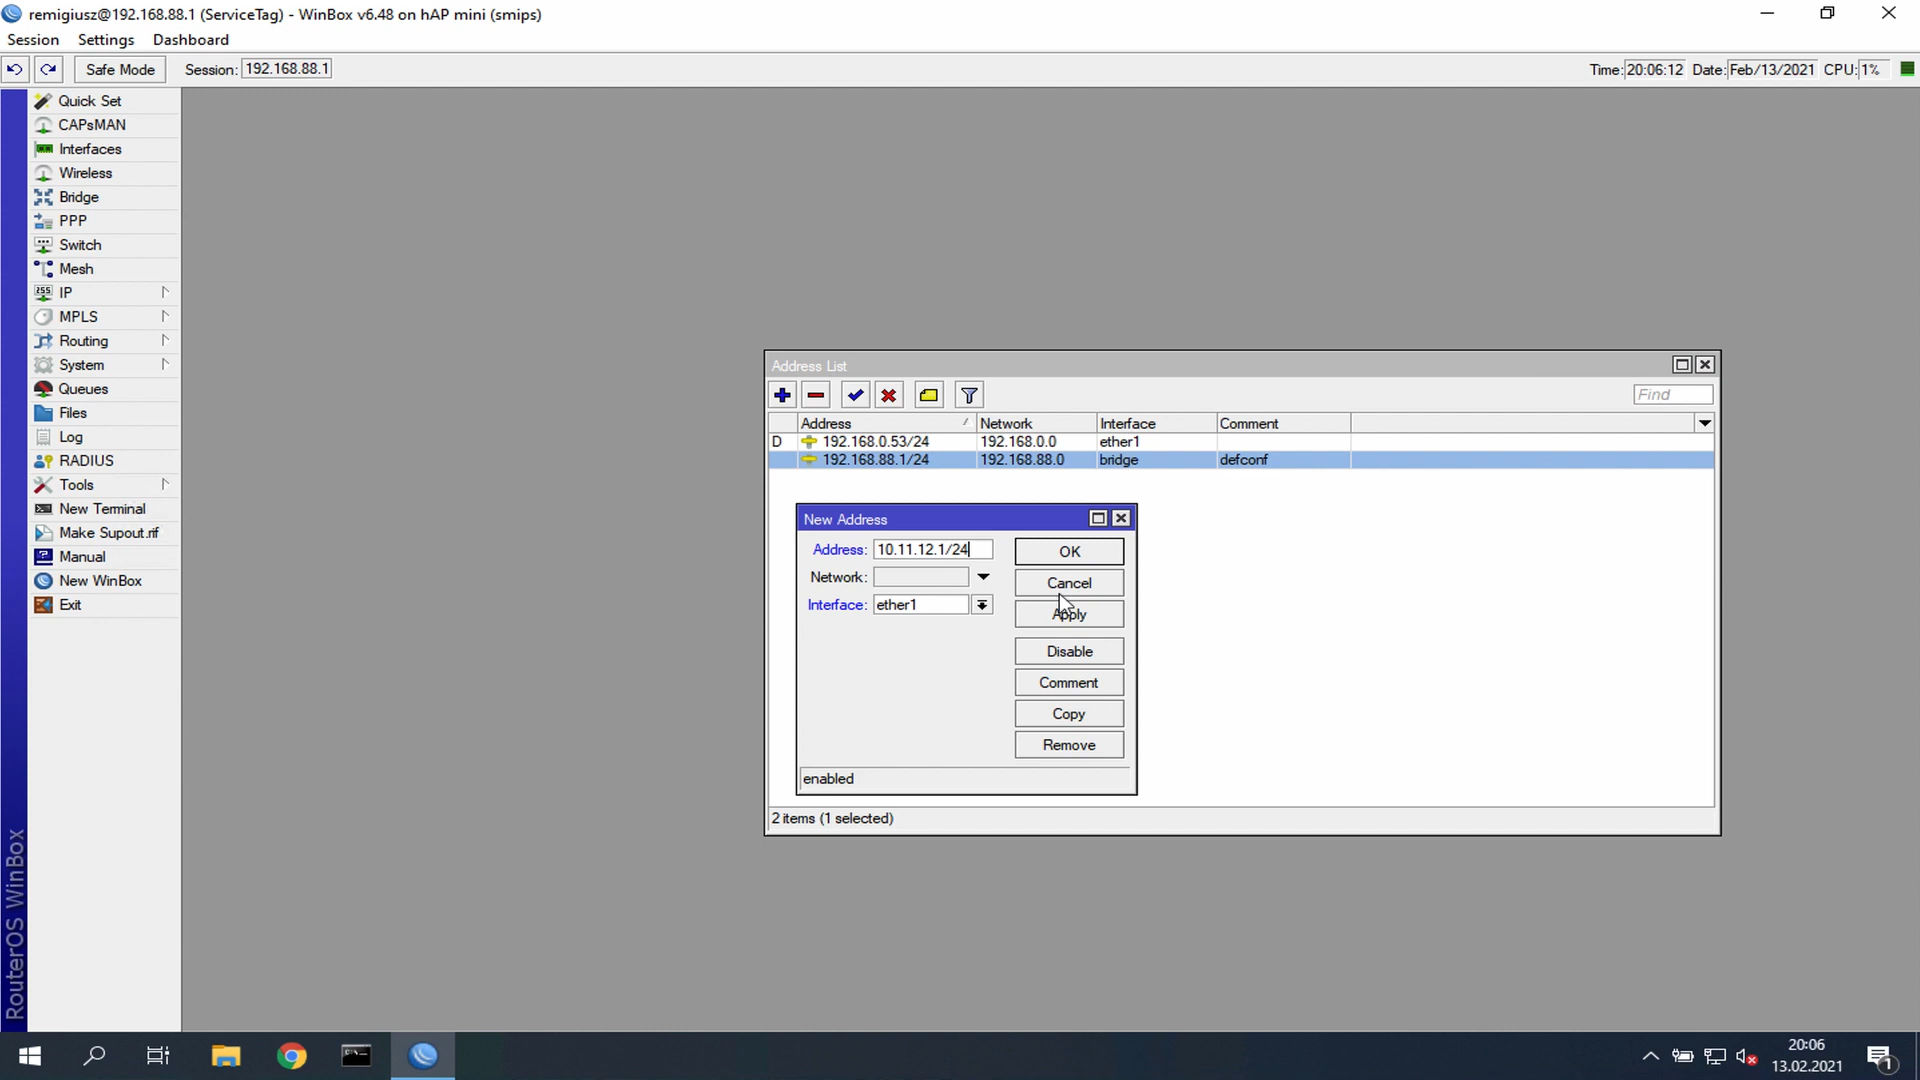 remigiusz@192.168.88.1 (ServiceTag) - WinBox v6.48 on hAP mini (smips)
Session Settings Dashboard
Safe Mode Session: 192.168.88.1 Time: 20:06:12 Date: Feb/13/2021 CPU: 1%
Quick Set
CAPsMAN
Interfaces
Wireless
Bridge
PPP
Switch
Mesh
IP
MPLS
Routing
System
Queues
Files
Log
RADIUS
Tools
New Terminal
Make Supout.rif
Manual
New WinBox
Exit
RouterOS WinBox
Address List
Find
Address Network Interface Comment
D 192.168.0.53/24 192.168.0.0 ether1
192.168.88.1/24 192.168.88.0 bridge defconf
New Address
Address: 10.11.12.1/24
Network:
Interface: ether1
OK
Cancel
Apply
Disable
Comment
Copy
Remove
enabled
2 items (1 selected)
20:06
13.02.2021
1